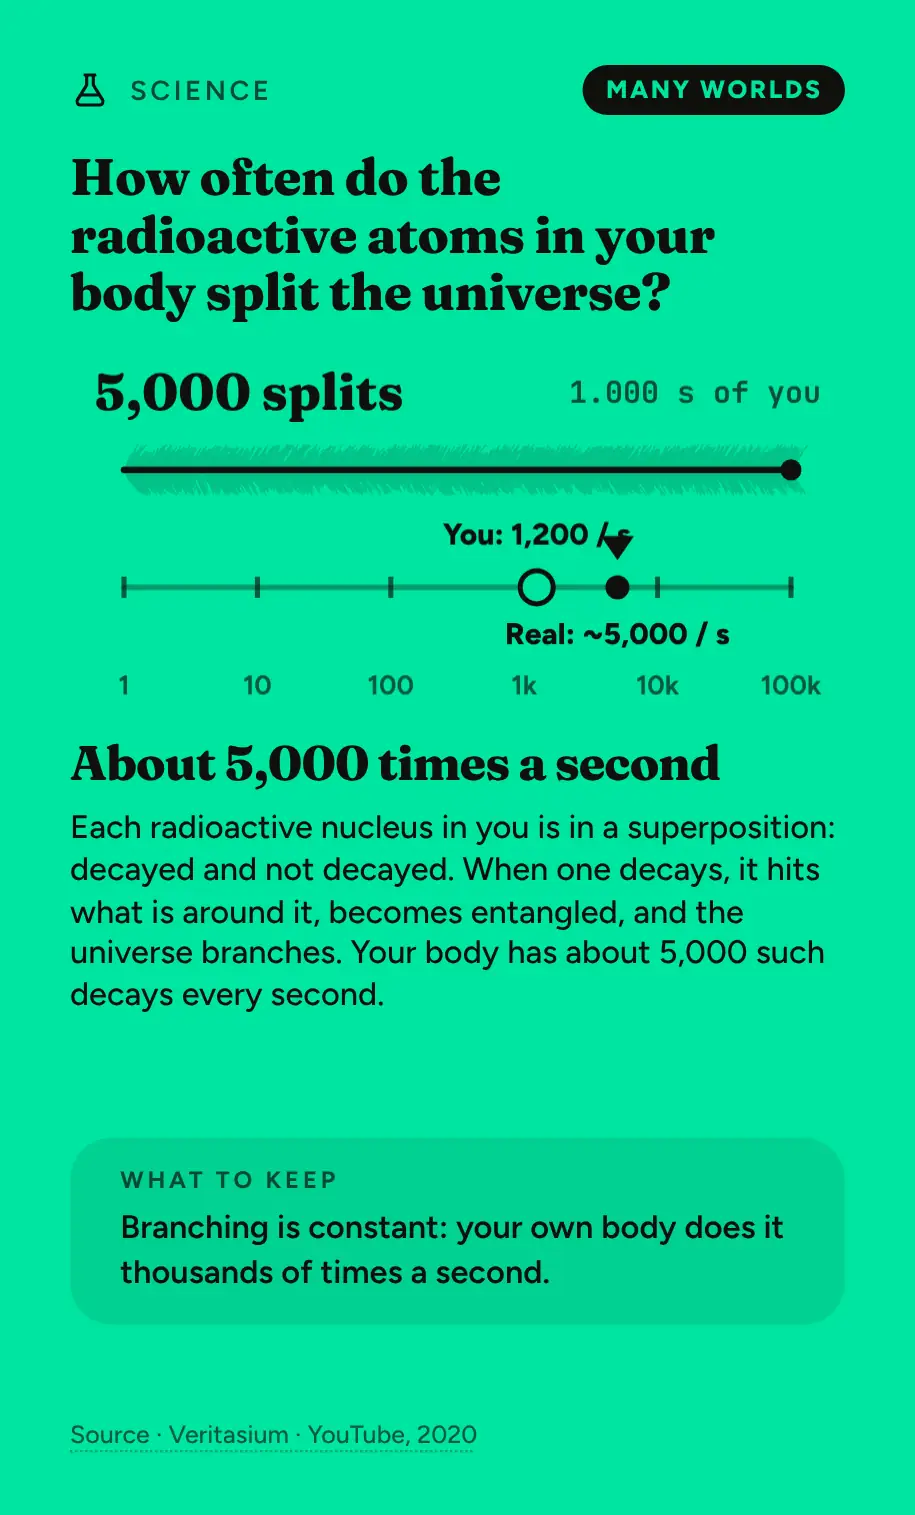 SCIENCE
MANY WORLDS
How often do the
radioactive atoms in your
body split the universe?
5,000 splits
1.000 s of you
You: 1,200 / s
Real: ~5,000 / s
1 10 100 1k 10k 100k
About 5,000 times a second
Each radioactive nucleus in you is in a superposition:
decayed and not decayed. When one decays, it hits
what is around it, becomes entangled, and the
universe branches. Your body has about 5,000 such
decays every second.
WHAT TO KEEP
Branching is constant: your own body does it
thousands of times a second.
Source · Veritasium · YouTube, 2020